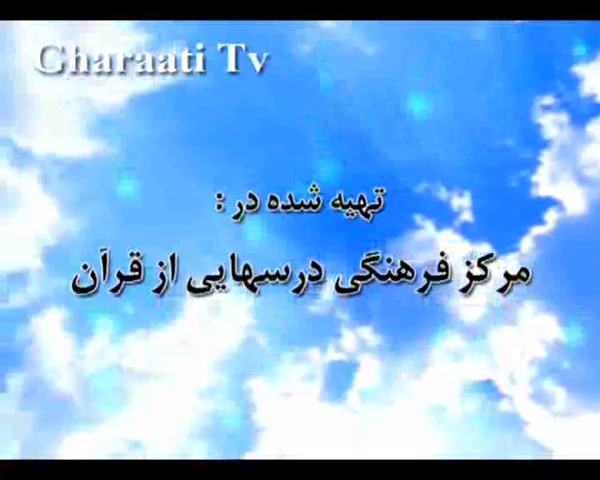 Gharaati Tv
تهیه شده در :
مرکز فرهنگی درسهایی از قرآن